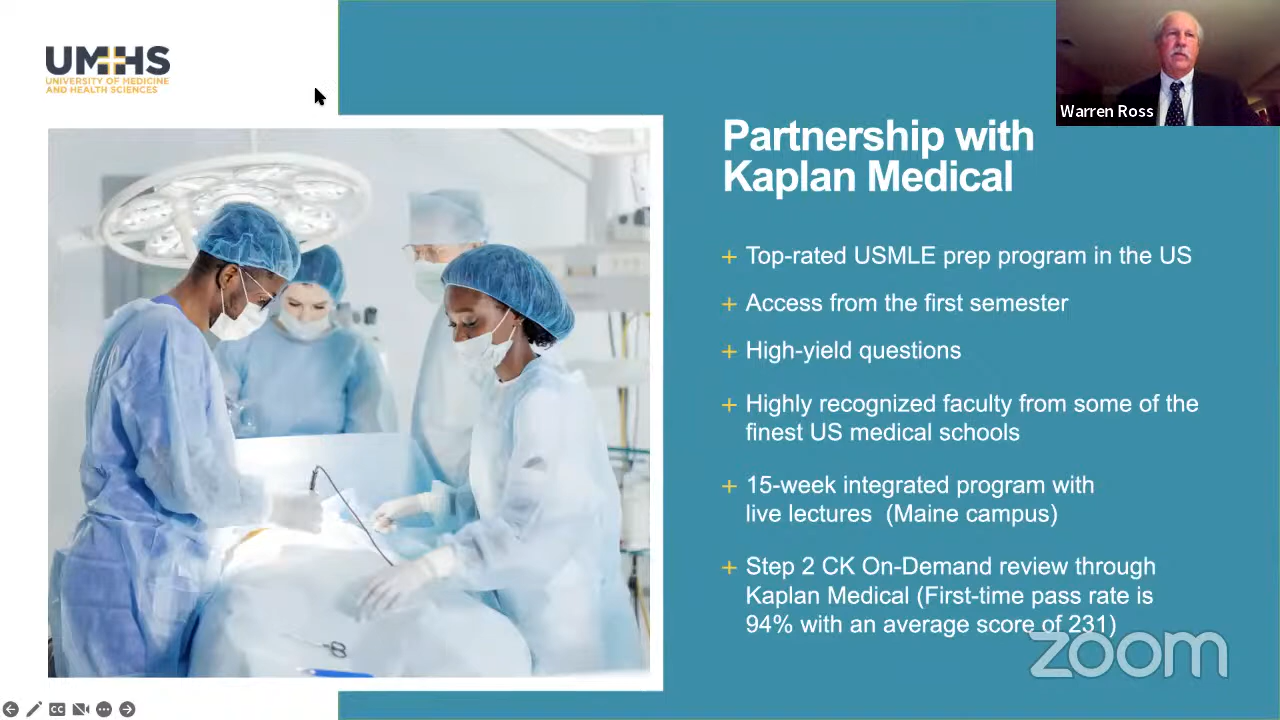 UMHS
UNIVERSITY OF MEDICINE
AND HEALTH SCIENCES
Warren Ross
Partnership with
Kaplan Medical
+ Top-rated USMLE prep program in the US
+ Access from the first semester
+ High-yield questions
+ Highly recognized faculty from some of the
finest US medical schools
+ 15-week integrated program with
live lectures (Maine campus)
+ Step 2 CK On-Demand review through
Kaplan Medical (First-time pass rate is
94% with an average score of 231)
zoom
CC